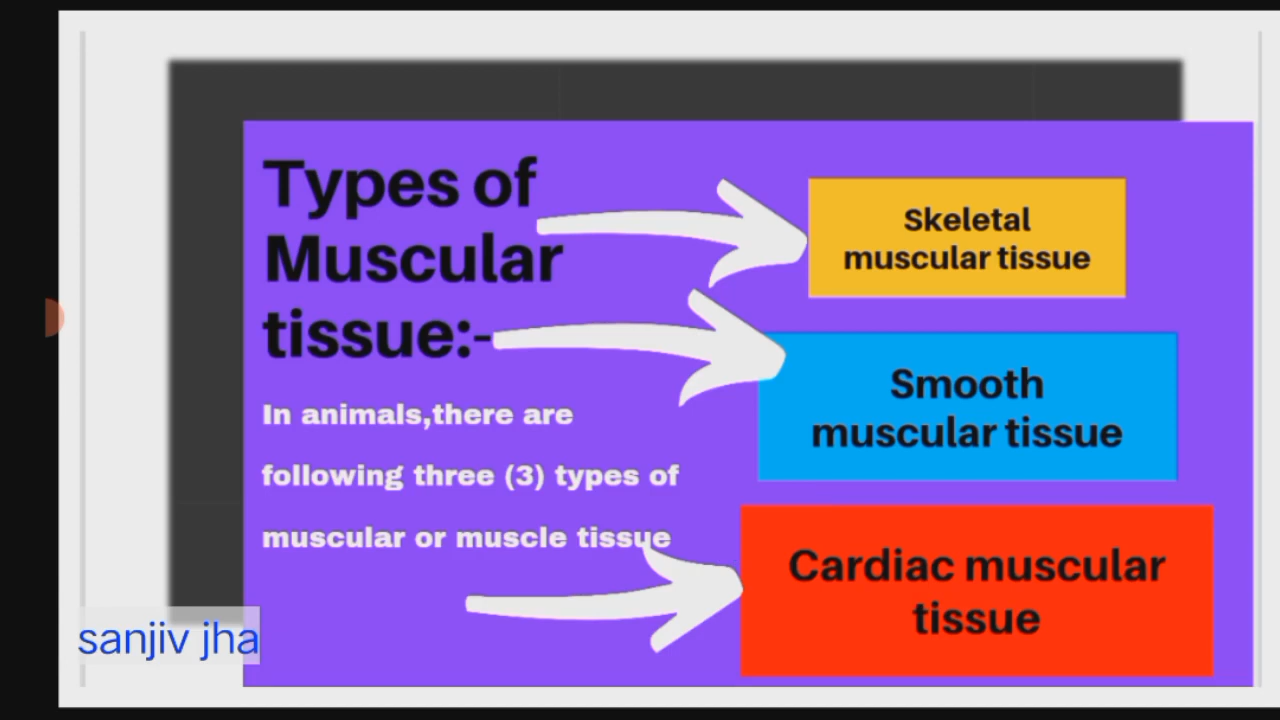 Types of
Muscular
tissue:-
In animals,there are
following three (3) types of
muscular or muscle tissue
Skeletal
muscular tissue
Smooth
muscular tissue
Cardiac muscular
tissue
sanjiv jha